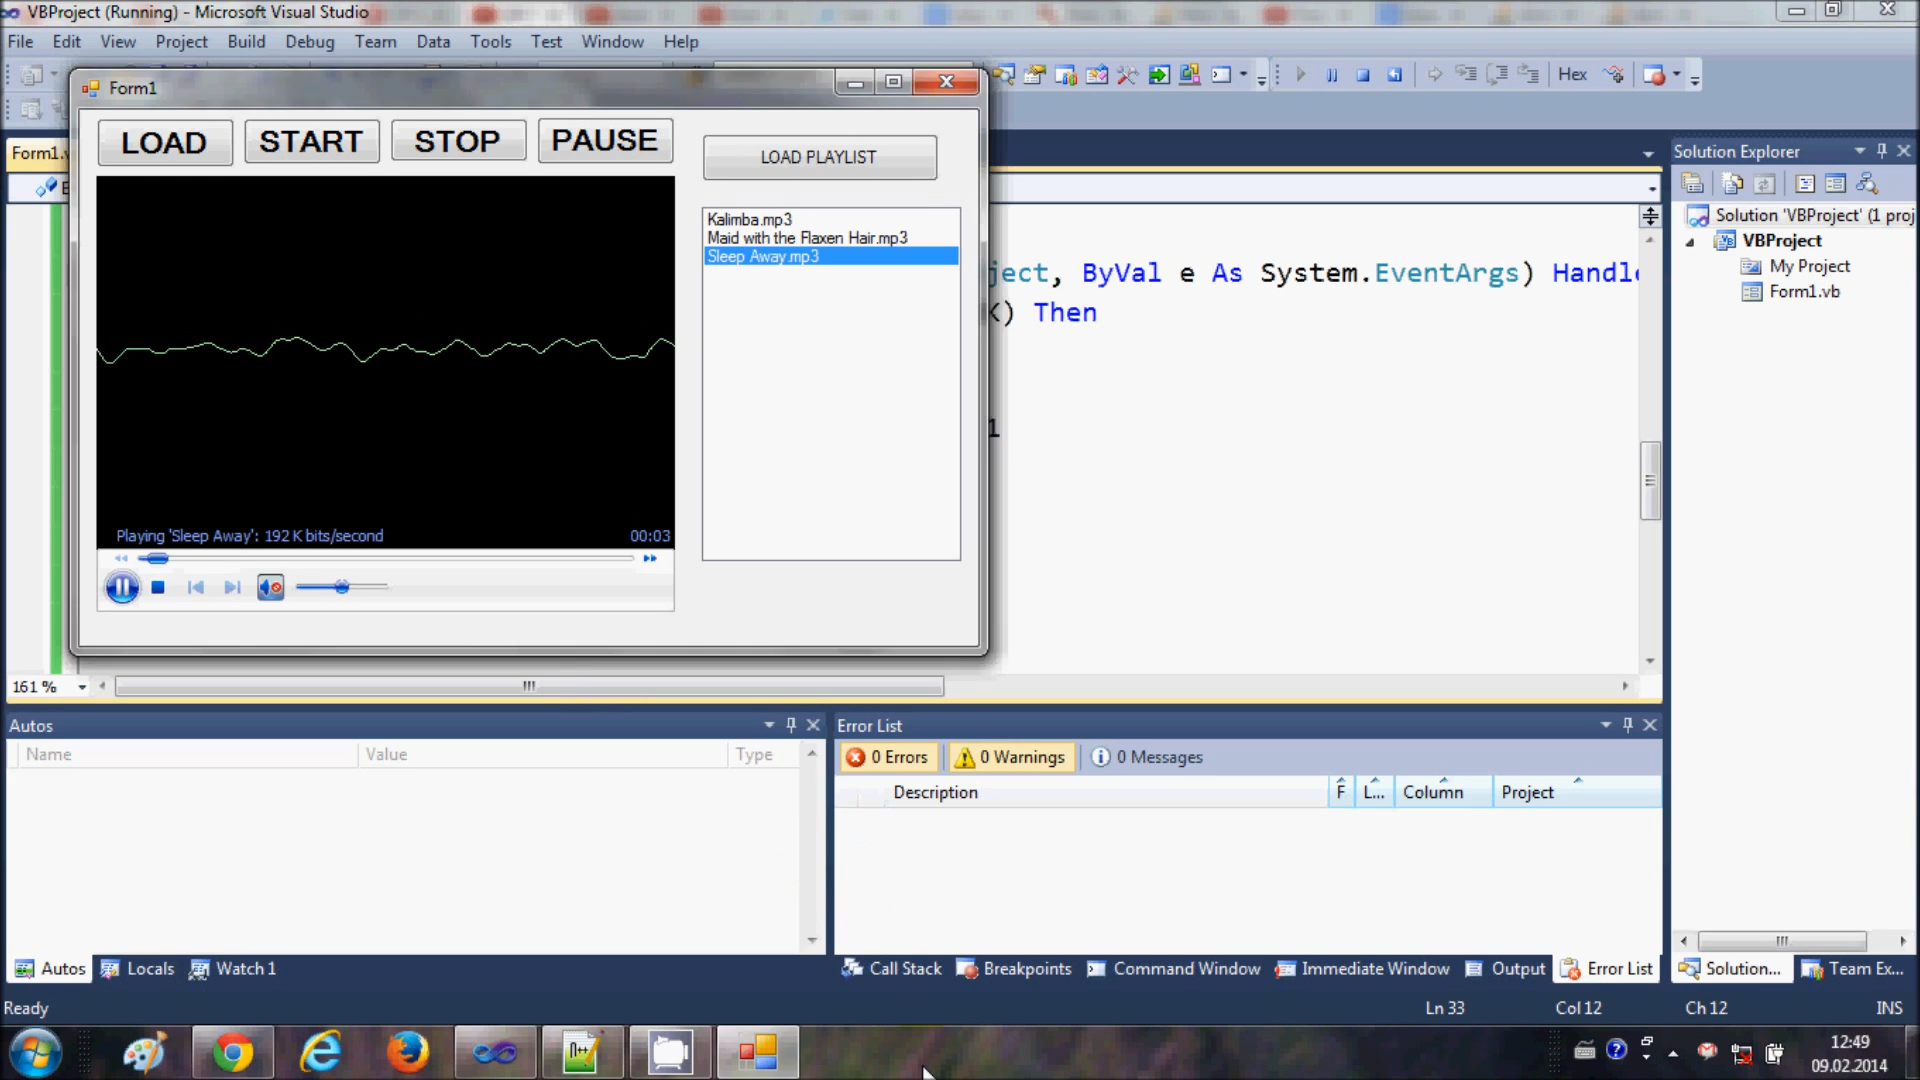 VBProject (Running) - Microsoft Visual Studio
File Edit View Project Build Debug Team Data Tools Test Window Help
Hex
Form1
LOAD START STOP PAUSE
LOAD PLAYLIST
Kalimba.mp3
Maid with the Flaxen Hair.mp3
Sleep Away.mp3
Playing 'Sleep Away': 192 K bits/second 00:03
Form1.v
ject, ByVal e As System.EventArgs) Handle
) Then
1
161 %
Solution Explorer
Solution 'VBProject' (1 proj
VBProject
My Project
Form1.vb
Autos
Name Value Type
Autos Locals Watch 1
Error List
0 Errors 0 Warnings 0 Messages
Description F L... Column Project
Call Stack Breakpoints Command Window Immediate Window Output Error List
Solution... Team Ex...
Ready Ln 33 Col 12 Ch 12 INS
N++
12:49
09.02.2014